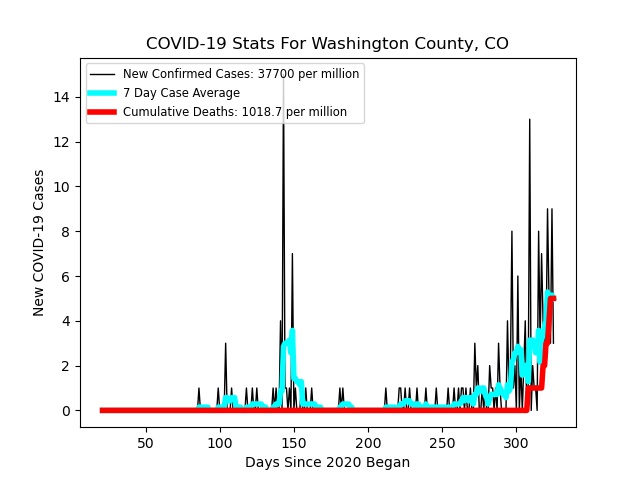 COVID-19 Stats For Washington County, CO
New Confirmed Cases: 37700 per million
7 Day Case Average
Cumulative Deaths: 1018.7 per million
New COVID-19 Cases
14
12
10
8
6
4
2
0
50 100 150 200 250 300
Days Since 2020 Began